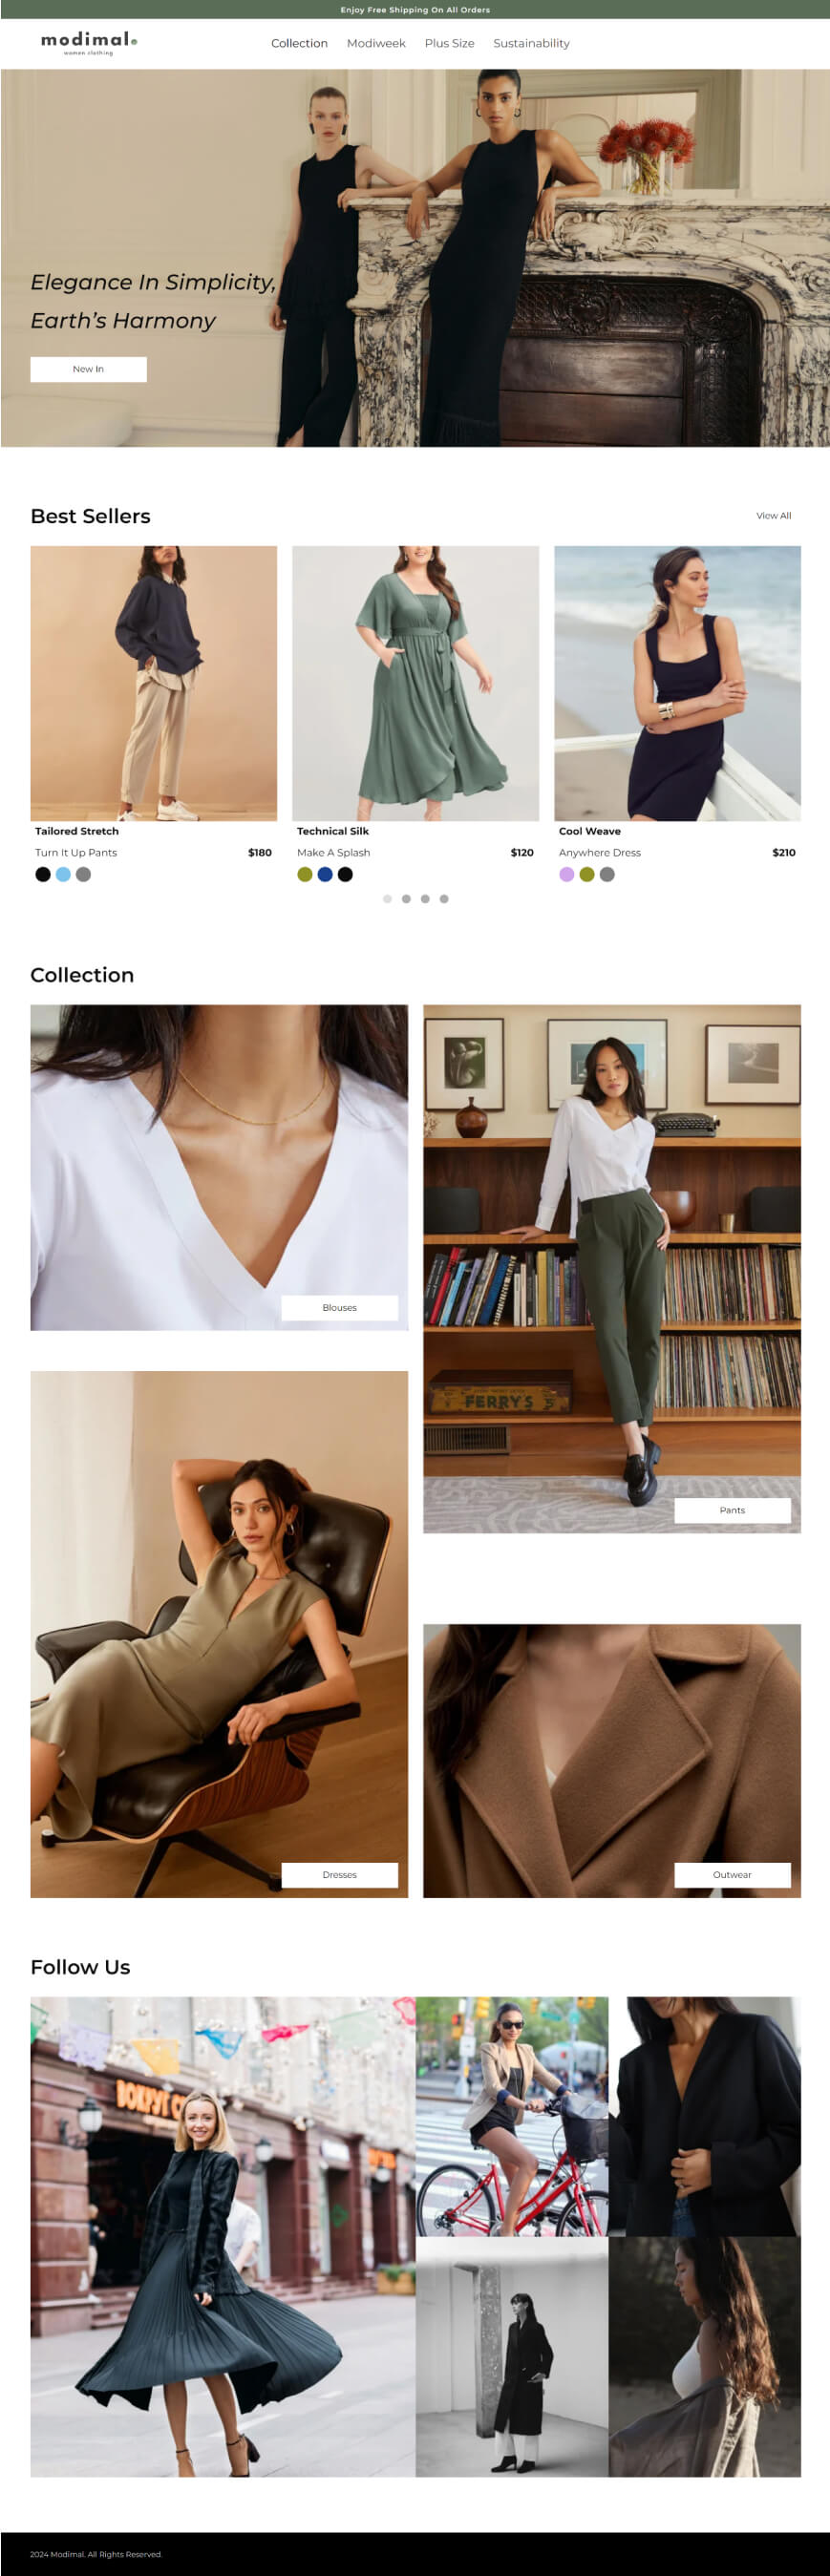 Enjoy Free Shipping On All Orders
modimal.
women clothing
Collection Modiweek Plus Size Sustainability
Elegance In Simplicity,
Earth's Harmony
New In
Best Sellers
View All
Tailored Stretch
Turn It Up Pants $180
Technical Silk
Make A Splash $120
Cool Weave
Anywhere Dress $210
Collection
Blouses
FERRY'S
Pants
Dresses
Outwear
Follow Us
2024 Modimal. All Rights Reserved.